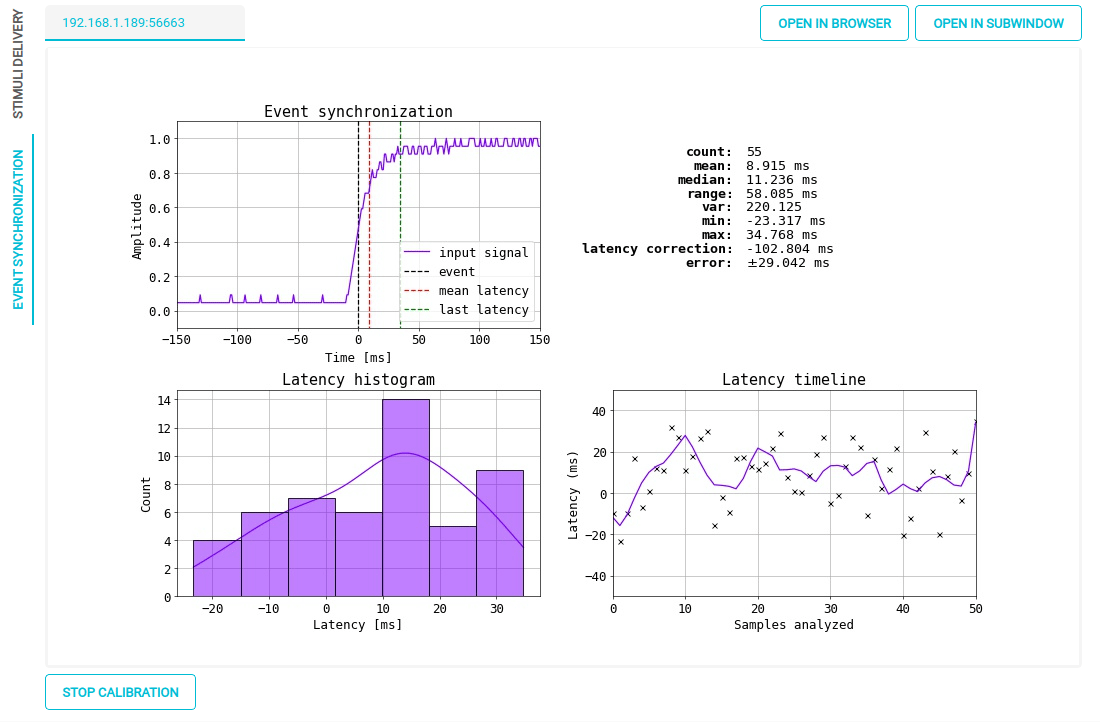 STIMULI DELIVERY
EVENT SYNCHRONIZATION
192.168.1.189:56663
OPEN IN BROWSER
OPEN IN SUBWINDOW
Event synchronization
Amplitude
1.0
0.8
0.6
0.4
0.2
0.0
input signal
event
mean latency
last latency
−150 −100 −50 0 50 100 150
Time [ms]
count: 55
mean: 8.915 ms
median: 11.236 ms
range: 58.085 ms
var: 220.125
min: -23.317 ms
max: 34.768 ms
latency correction: -102.804 ms
error: ±29.042 ms
Latency histogram
Count
14
12
10
8
6
4
2
0
−20 −10 0 10 20 30
Latency [ms]
Latency timeline
Latency (ms)
40
20
0
−20
−40
0 10 20 30 40 50
Samples analyzed
STOP CALIBRATION